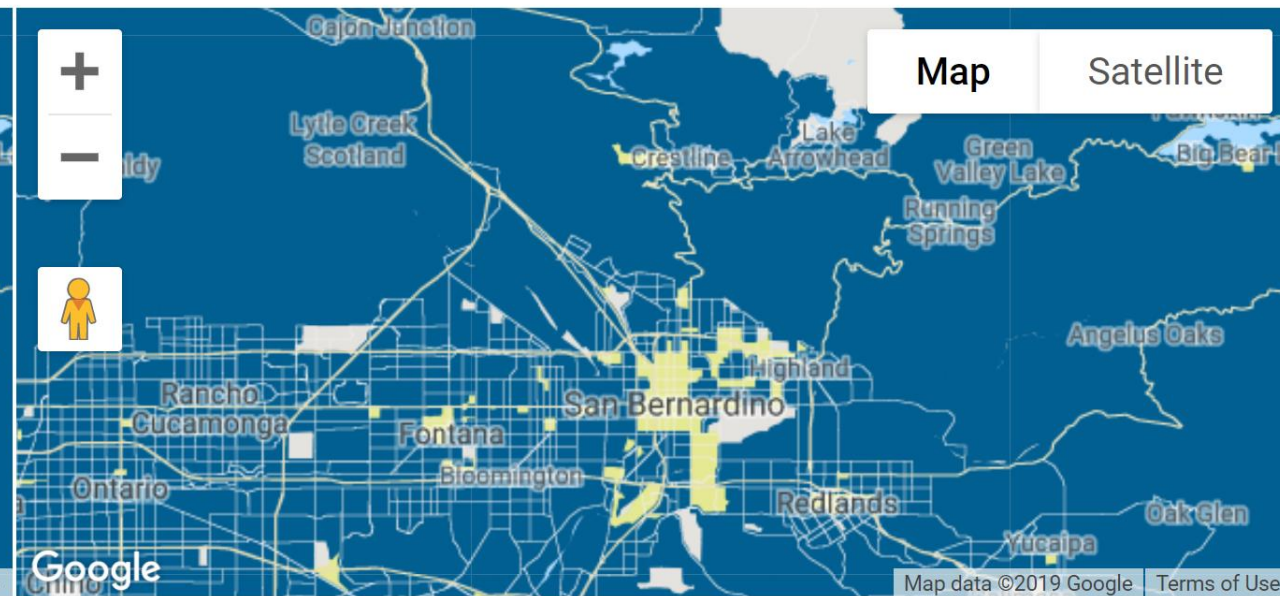 Cajon Junction
+
Map
Satellite
Lytle Creek
Scotland
Lake
Arrowhead
Crestline
Green
Valley Lake
Big Bear
−
ldy
Running
Springs
Angelus Oaks
Highland
Rancho
Cucamonga
San Bernardino
Fontana
Bloomington
Ontario
Redlands
Oak Glen
Yucaipa
Google
Chino
Map data ©2019 Google
Terms of Use